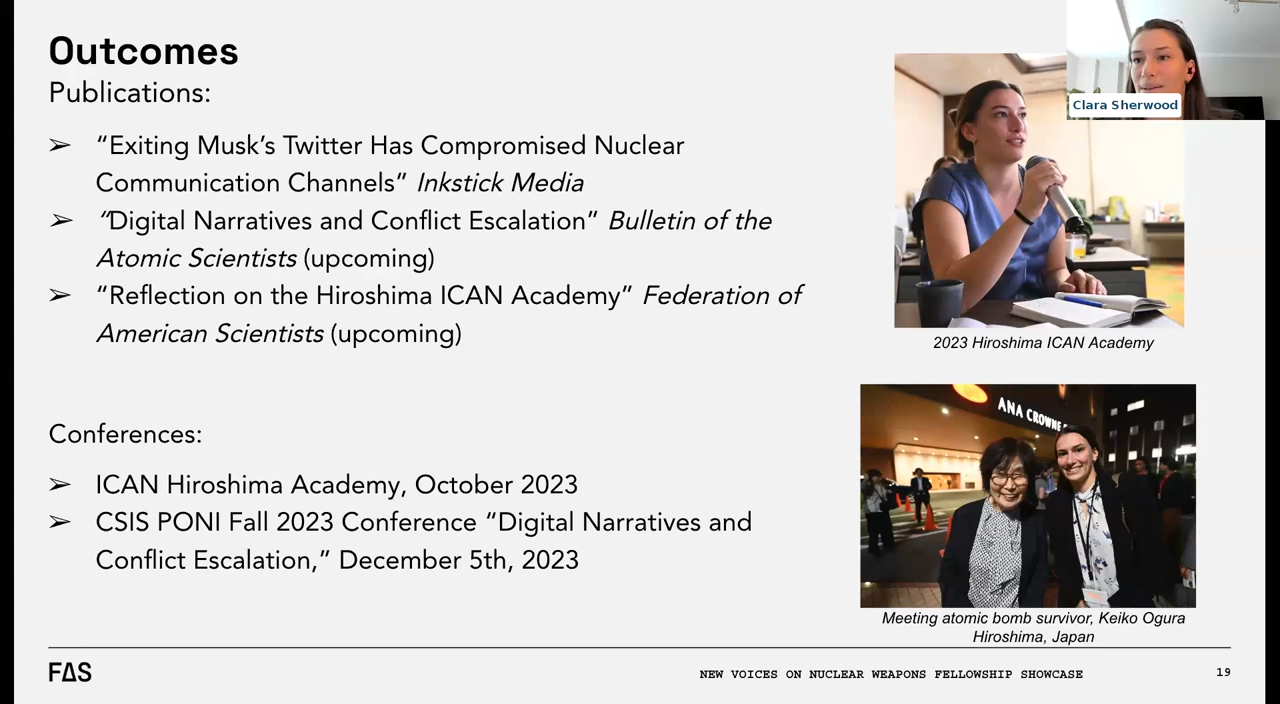 Outcomes
Publications:
➢ “Exiting Musk’s Twitter Has Compromised Nuclear
Communication Channels” Inkstick Media
➢ “Digital Narratives and Conflict Escalation” Bulletin of the
Atomic Scientists (upcoming)
➢ “Reflection on the Hiroshima ICAN Academy” Federation of
American Scientists (upcoming)
Conferences:
➢ ICAN Hiroshima Academy, October 2023
➢ CSIS PONI Fall 2023 Conference “Digital Narratives and
Conflict Escalation,” December 5th, 2023
Clara Sherwood
2023 Hiroshima ICAN Academy
ANA CROWNE
Meeting atomic bomb survivor, Keiko Ogura
Hiroshima, Japan
FAS
NEW VOICES ON NUCLEAR WEAPONS FELLOWSHIP SHOWCASE
19